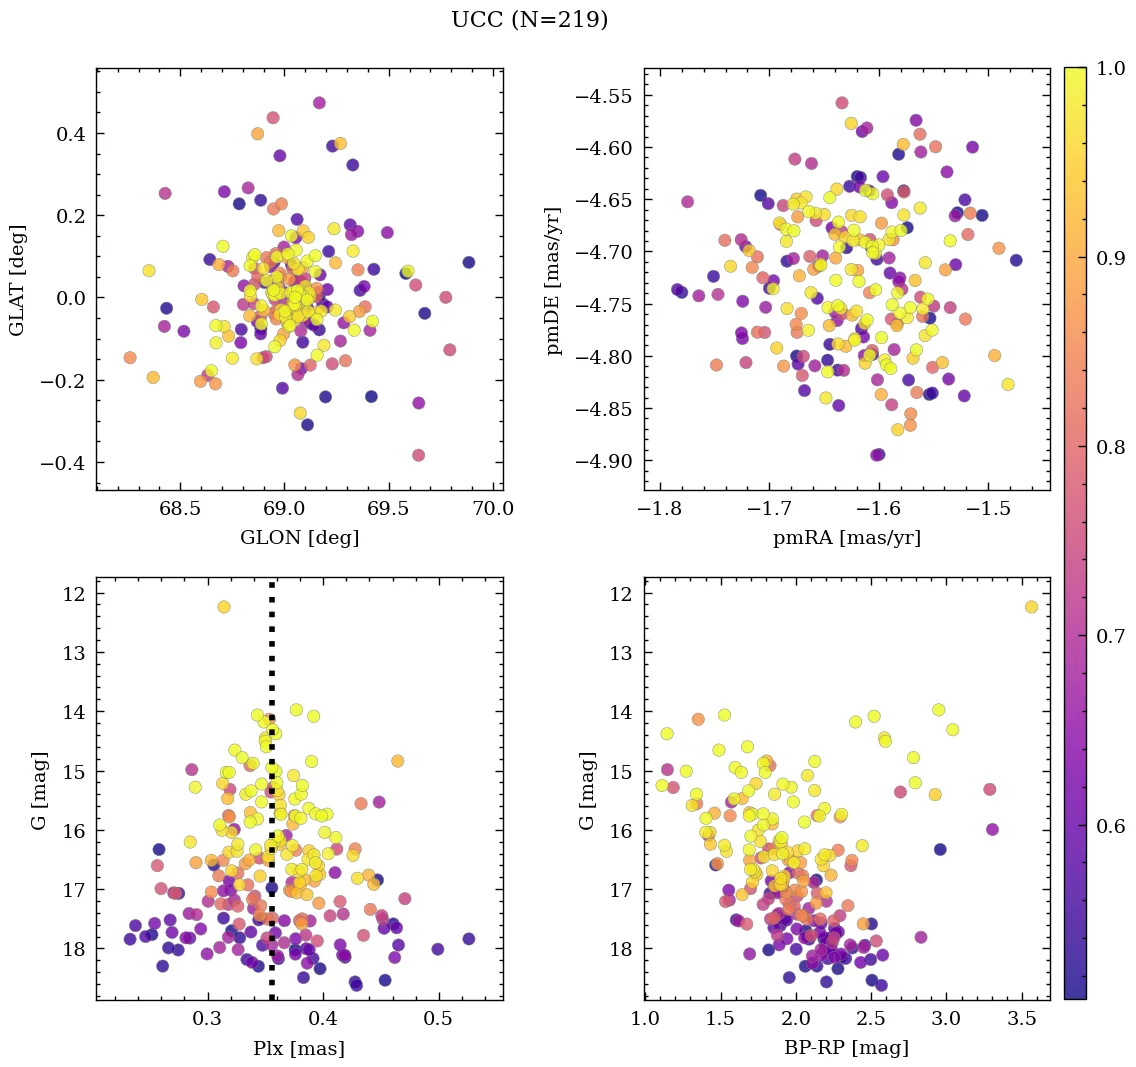 UCC (N=219)
0.4
0.2
0.0
−0.2
−0.4
GLAT [deg]
68.5 69.0 69.5 70.0
GLON [deg]
−4.55
−4.60
−4.65
−4.70
−4.75
−4.80
−4.85
−4.90
pmDE [mas/yr]
−1.8 −1.7 −1.6 −1.5
pmRA [mas/yr]
12
13
14
15
16
17
18
G [mag]
0.3 0.4 0.5
Plx [mas]
12
13
14
15
16
17
18
G [mag]
1.0 1.5 2.0 2.5 3.0 3.5
BP-RP [mag]
1.0
0.9
0.8
0.7
0.6